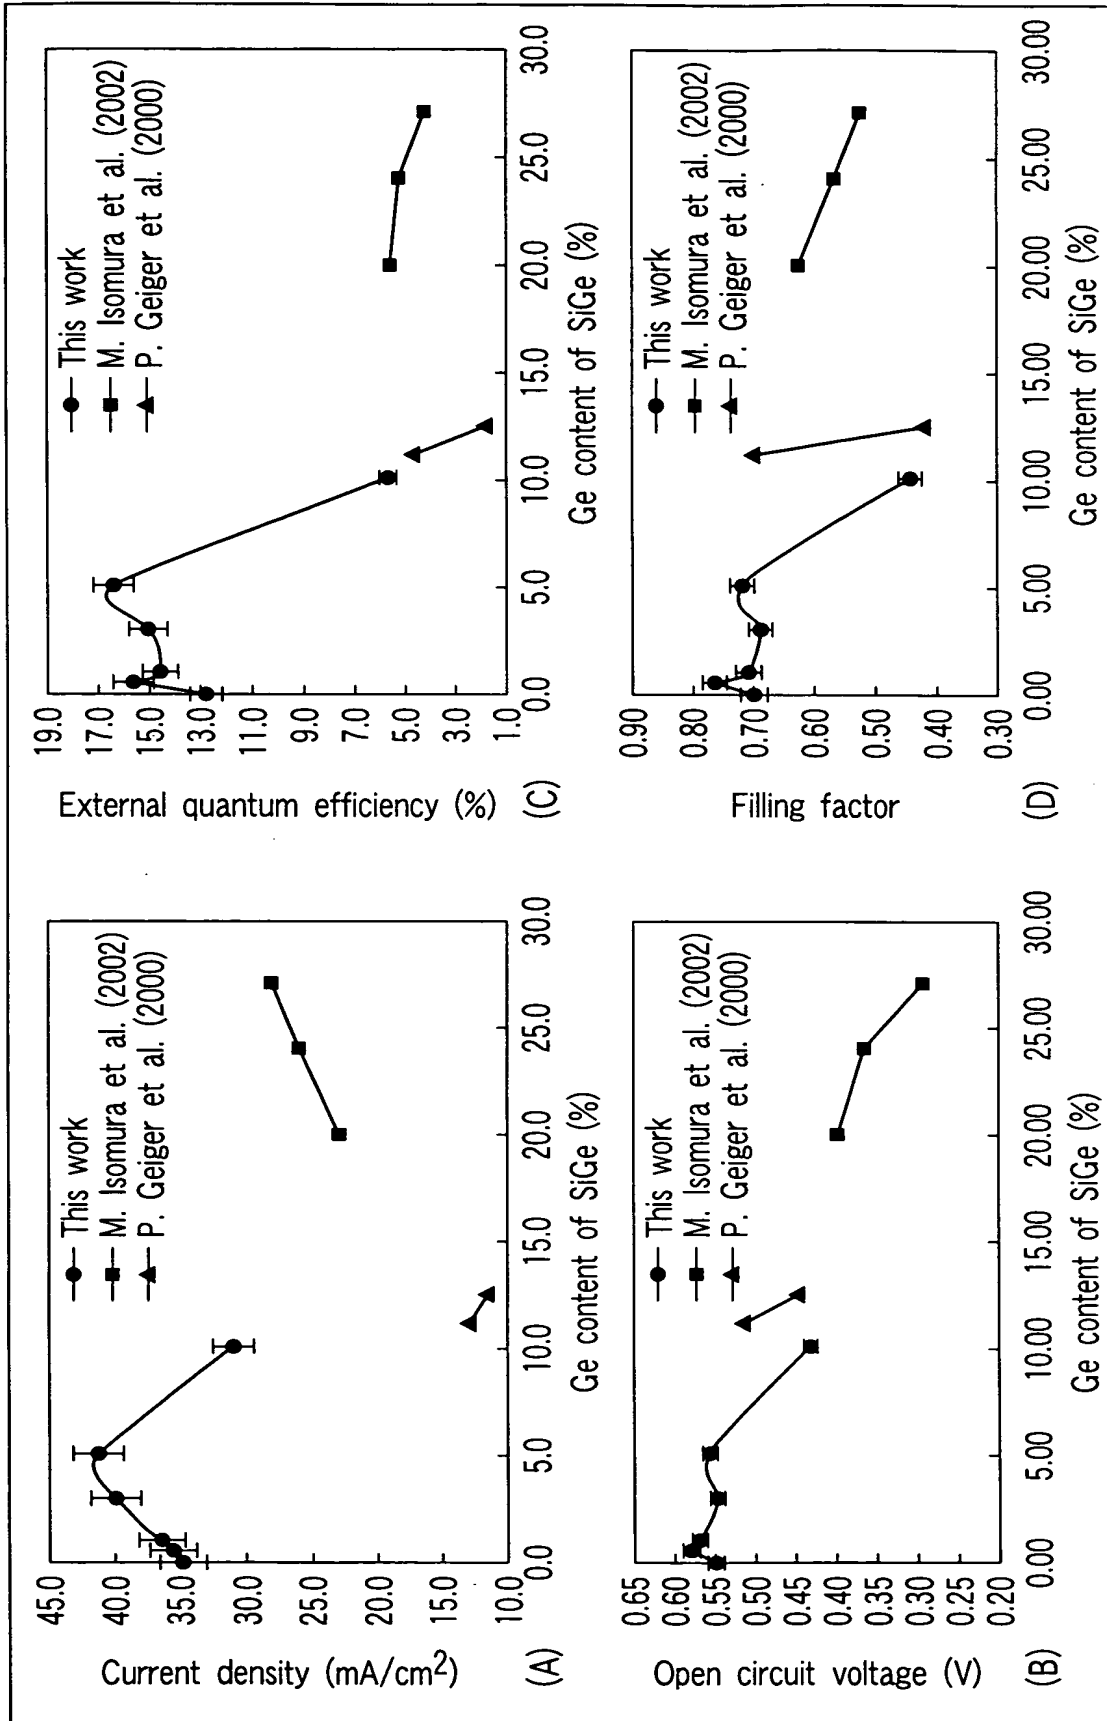 45.0
40.0
35.0
30.0
25.0
20.0
15.0
10.0
Current density (mA/cm2)
This work
M. Isomura et al. (2002)
P. Geiger et al. (2000)
0.0 5.0 10.0 15.0 20.0 25.0 30.0
Ge content of SiGe (%)
(A)
19.0
17.0
15.0
13.0
11.0
9.0
7.0
5.0
3.0
1.0
External quantum efficiency (%)
This work
M. Isomura et al. (2002)
P. Geiger et al. (2000)
0.0 5.0 10.0 15.0 20.0 25.0 30.0
Ge content of SiGe (%)
(C)
0.65
0.60
0.55
0.50
0.45
0.40
0.35
0.30
0.25
0.20
Open circuit voltage (V)
This work
M. Isomura et al. (2002)
P. Geiger et al. (2000)
0.00 5.00 10.00 15.00 20.00 25.00 30.00
Ge content of SiGe (%)
(B)
0.90
0.80
0.70
0.60
0.50
0.40
0.30
Filling factor
This work
M. Isomura et al. (2002)
P. Geiger et al. (2000)
0.00 5.00 10.00 15.00 20.00 25.00 30.00
Ge content of SiGe (%)
(D)